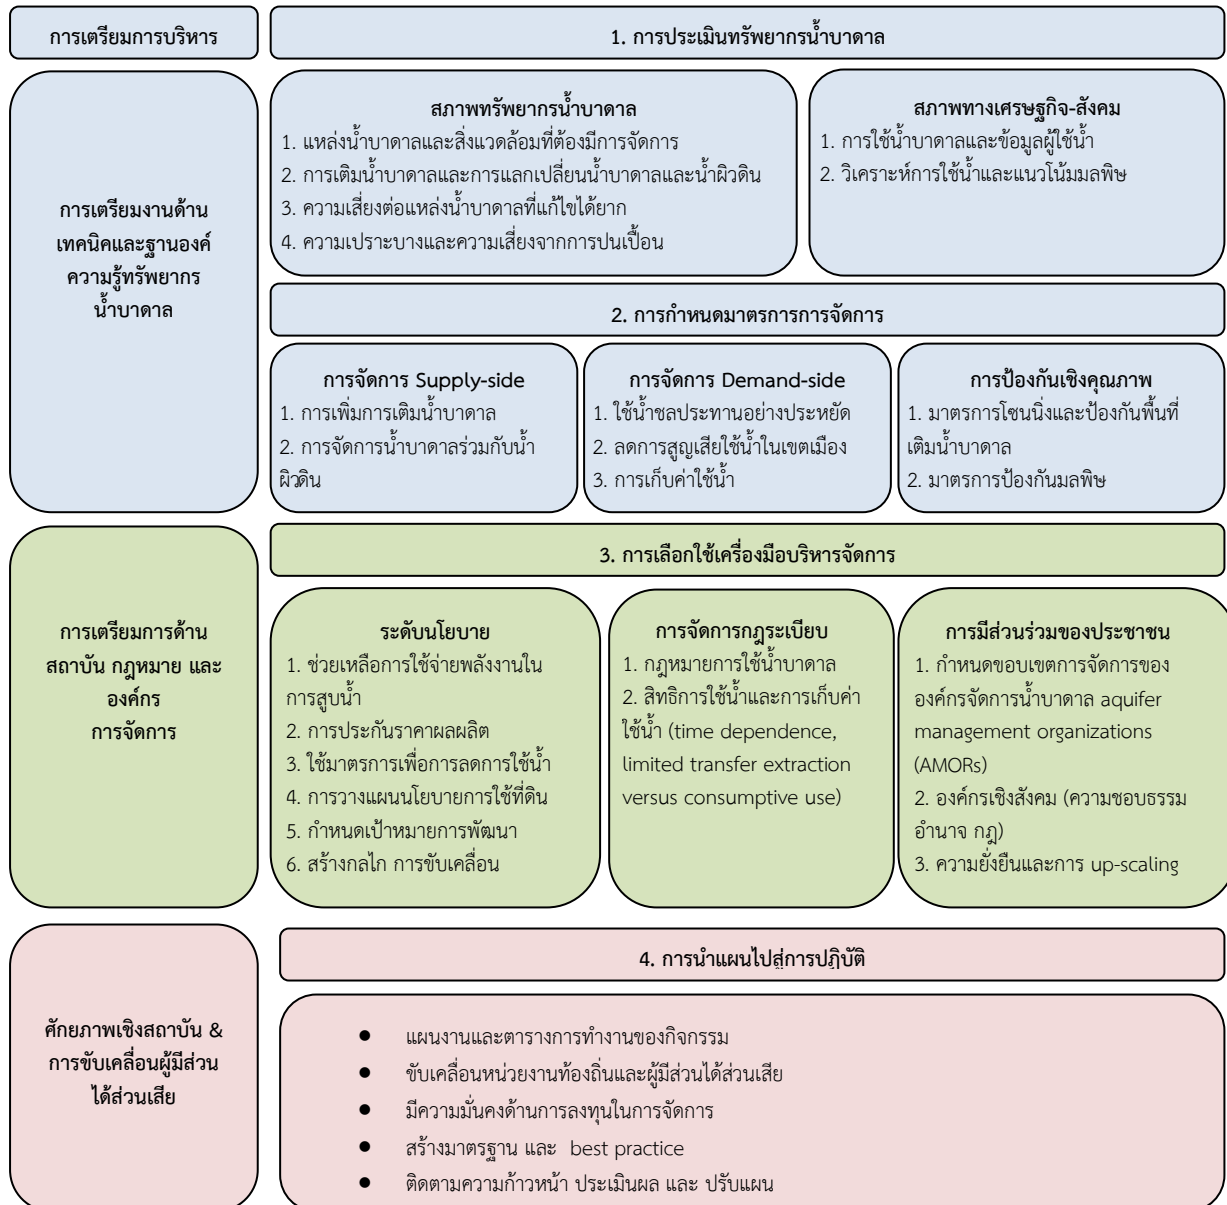 การเตรียมการบริหาร
1. การประเมินทรัพยากรน้ำบาดาล
การเตรียมงานด้าน
เทคนิคและฐานองค์
ความรู้ทรัพยากร
น้ำบาดาล
สภาพทรัพยากรน้ำบาดาล
1. แหล่งน้ำบาดาลและสิ่งแวดล้อมที่ต้องมีการจัดการ
2. การเติมน้ำบาดาลและการแลกเปลี่ยนน้ำบาดาลและน้ำผิวดิน
3. ความเสี่ยงต่อแหล่งน้ำบาดาลที่แก้ไขได้ยาก
4. ความเปราะบางและความเสี่ยงจากการปนเปื้อน
สภาพทางเศรษฐกิจ-สังคม
1. การใช้น้ำบาดาลและข้อมูลผู้ใช้น้ำ
2. วิเคราะห์การใช้น้ำและแนวโน้มมลพิษ
2. การกำหนดมาตรการการจัดการ
การจัดการ Supply-side
1. การเพิ่มการเติมน้ำบาดาล
2. การจัดการน้ำบาดาลร่วมกับน้ำ
ผิวดิน
การจัดการ Demand-side
1. ใช้น้ำชลประทานอย่างประหยัด
2. ลดการสูญเสียใช้น้ำในเขตเมือง
3. การเก็บค่าใช้น้ำ
การป้องกันเชิงคุณภาพ
1. มาตรการโซนนิ่งและป้องกันพื้นที่
เติมน้ำบาดาล
2. มาตรการป้องกันมลพิษ
3. การเลือกใช้เครื่องมือบริหารจัดการ
การเตรียมการด้าน
สถาบัน กฎหมาย และ
องค์กร
การจัดการ
ระดับนโยบาย
1. ช่วยเหลือการใช้จ่ายพลังงานใน
การสูบน้ำ
2. การประกันราคาผลผลิต
3. ใช้มาตรการเพื่อการลดการใช้น้ำ
4. การวางแผนนโยบายการใช้ที่ดิน
5. กำหนดเป้าหมายการพัฒนา
6. สร้างกลไก การขับเคลื่อน
การจัดการกฎระเบียบ
1. กฎหมายการใช้น้ำบาดาล
2. สิทธิการใช้น้ำและการเก็บค่า
ใช้น้ำ (time dependence,
limited transfer extraction
versus consumptive use)
การมีส่วนร่วมของประชาชน
1. กำหนดขอบเขตการจัดการของ
องค์กรจัดการน้ำบาดาล aquifer
management organizations
(AMORs)
2. องค์กรเชิงสังคม (ความชอบธรรม
อำนาจ กฎ)
3. ความยั่งยืนและการ up-scaling
4. การนำแผนไปสู่การปฏิบัติ
ศักยภาพเชิงสถาบัน &
การขับเคลื่อนผู้มีส่วน
ได้ส่วนเสีย
● แผนงานและตารางการทำงานของกิจกรรม
● ขับเคลื่อนหน่วยงานท้องถิ่นและผู้มีส่วนได้ส่วนเสีย
● มีความมั่นคงด้านการลงทุนในการจัดการ
● สร้างมาตรฐาน และ best practice
● ติดตามความก้าวหน้า ประเมินผล และ ปรับแผน